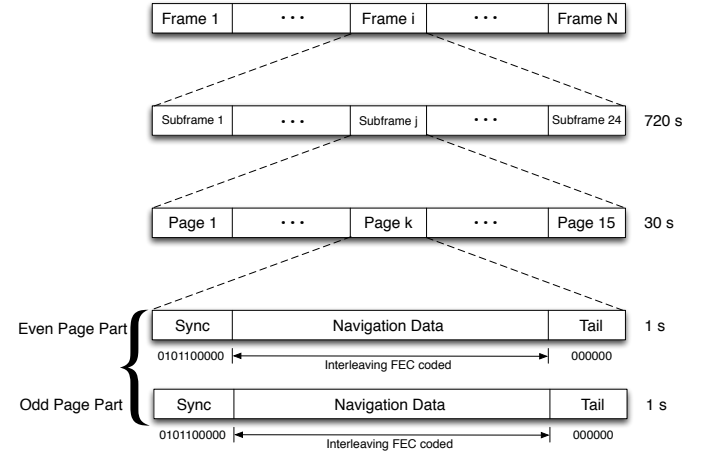 Frame 1 ••• Frame i ••• Frame N
Subframe 1 ••• Subframe j ••• Subframe 24 720 s
Page 1 ••• Page k ••• Page 15 30 s
Even Page Part Sync Navigation Data Tail 1 s
0101100000 Interleaving FEC coded 000000
Odd Page Part Sync Navigation Data Tail 1 s
0101100000 Interleaving FEC coded 000000